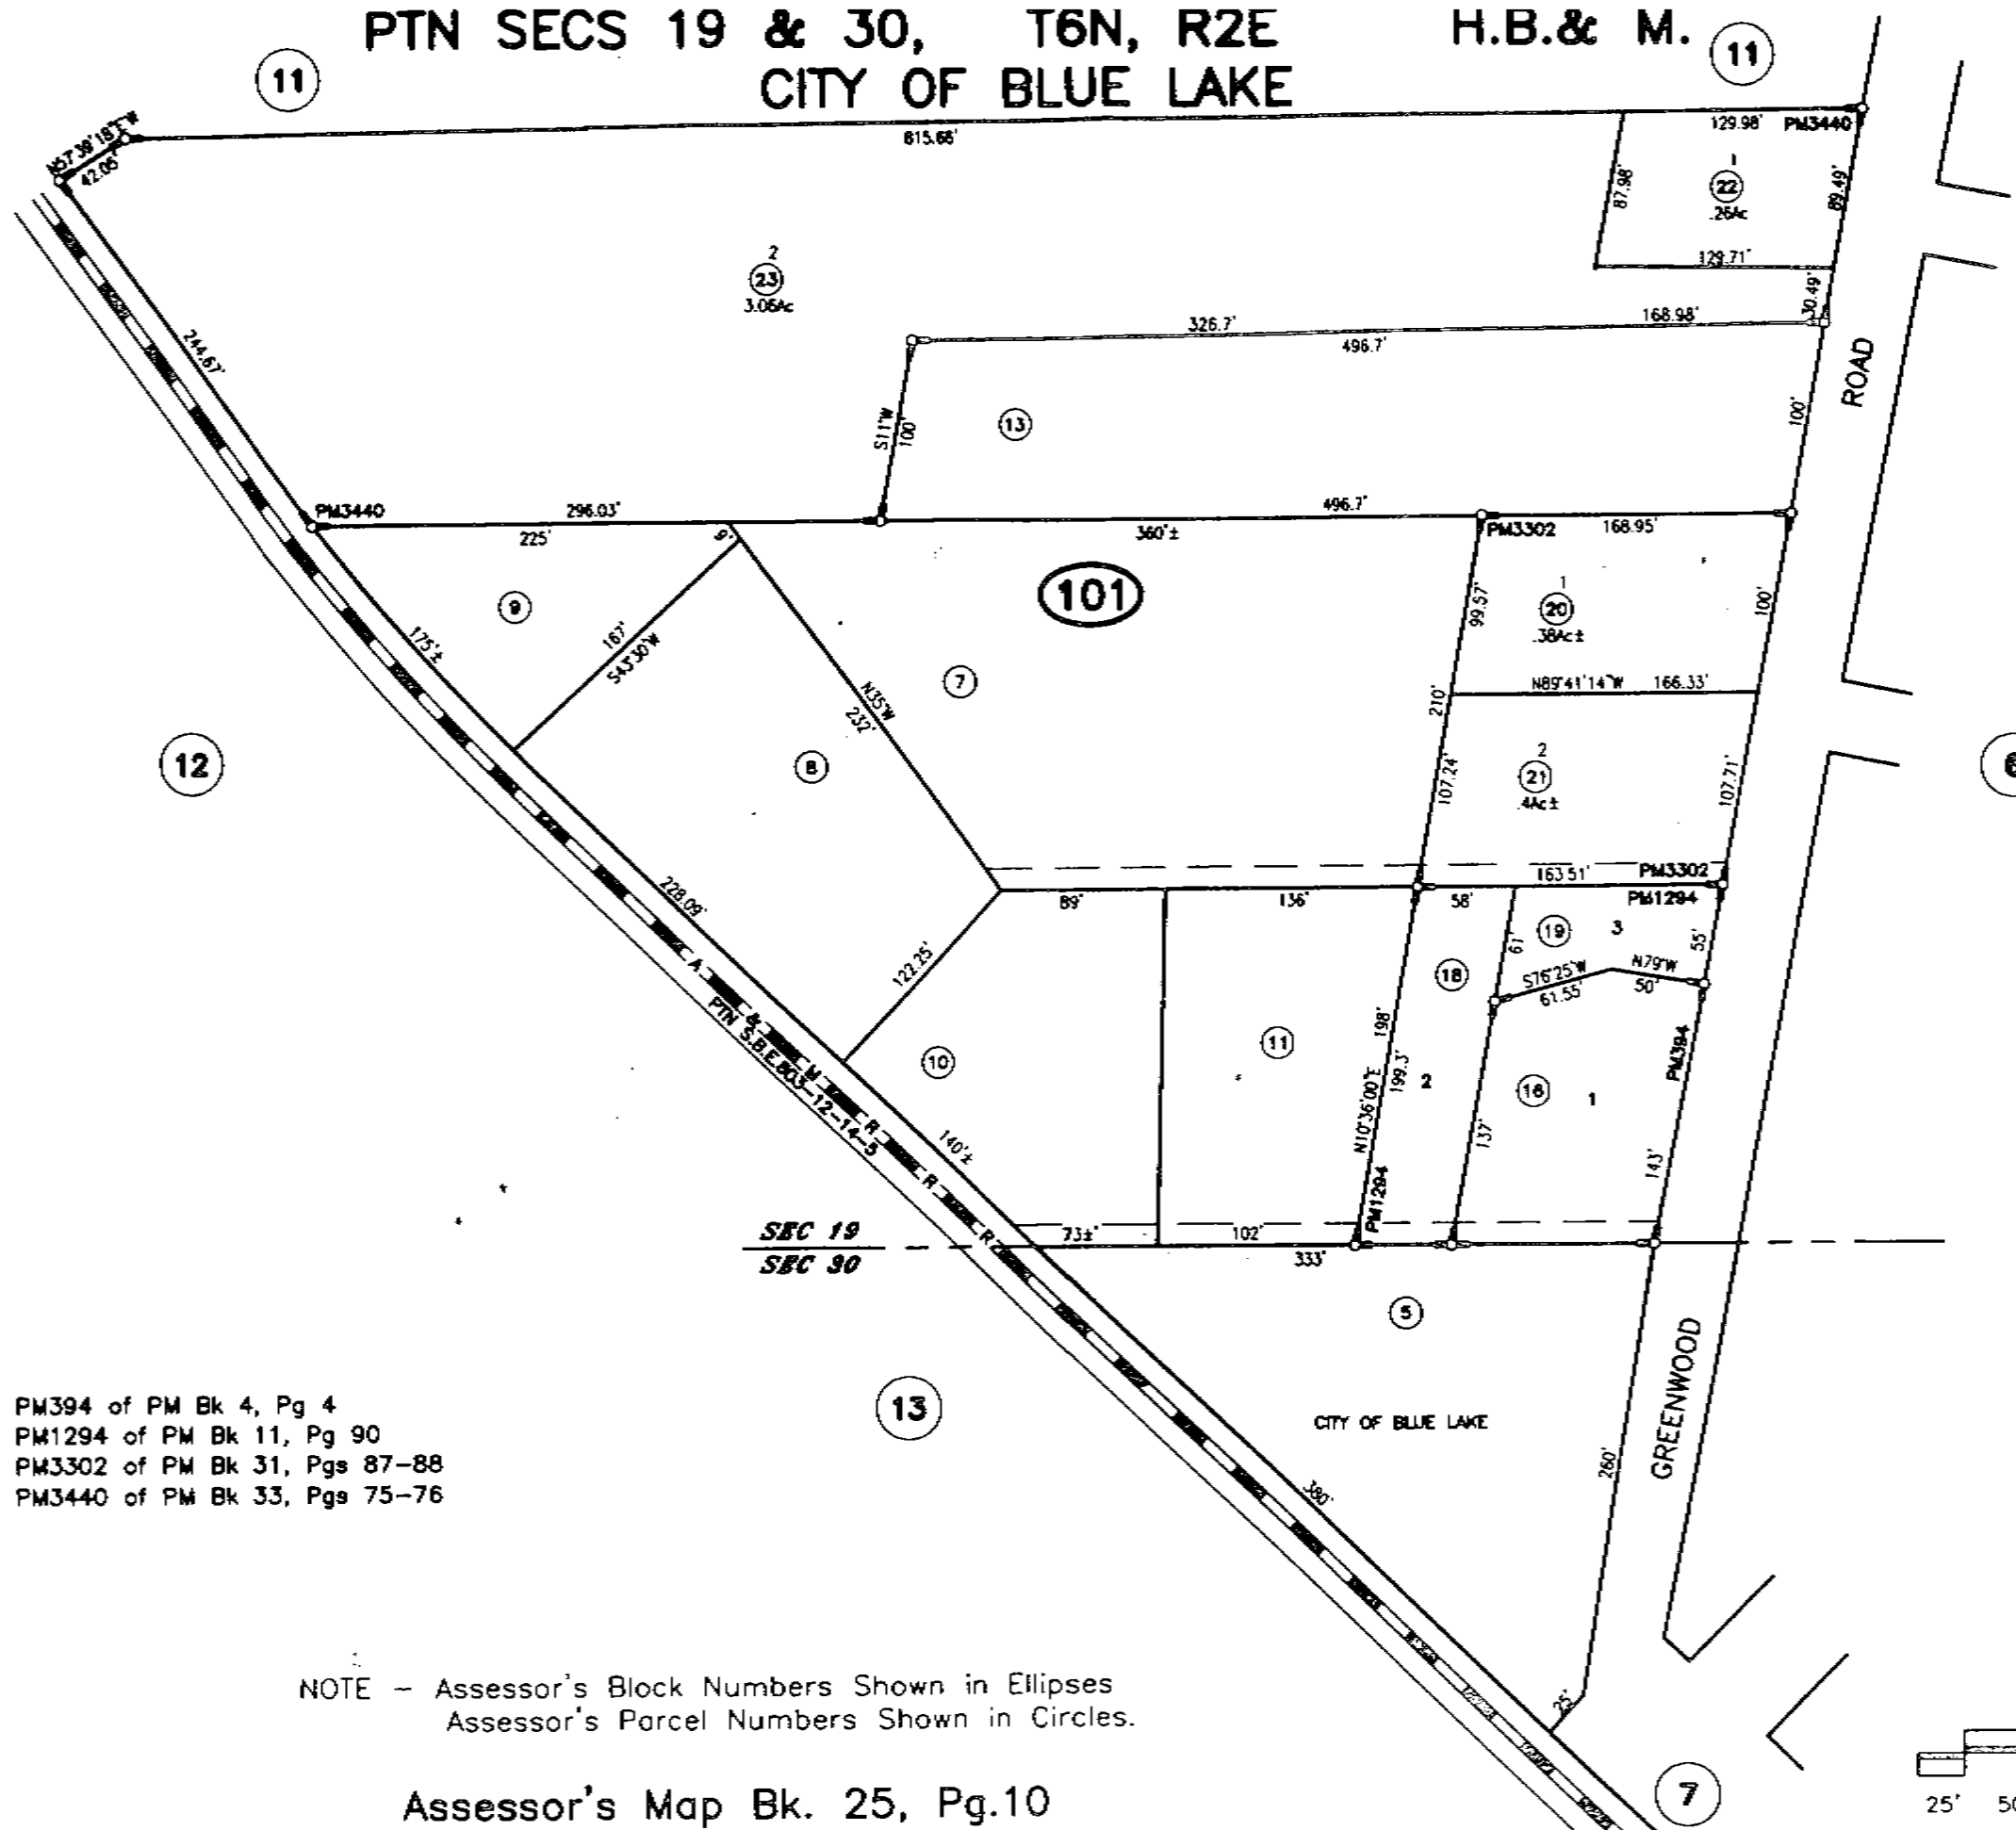 PTN SECS 19 & 30, T6N, R2E H.B.& M.
CITY OF BLUE LAKE
11
11
N57°39'18"W
42.05'
815.68'
129.98'
PM3440
1
22
.26Ac
87.98'
89.49'
129.71'
30.49'
2
23
3.06Ac
326.7'
168.98'
496.7'
244.67'
S11°W
100'
13
100'
ROAD
PM3440
296.03'
225'
9'
496.7'
360'±
PM3302
168.95'
101
1
20
.38Ac±
99.57'
100'
9
167'
S43°30'W
175'±
N35°W
232'
7
N89°41'14"W 166.33'
210'
12
8
2
21
.4Ac±
107.24'
107.71'
6
228.09'
163.51'
PM3302
PM1294
89'
136'
58'
61'
19
3
55'
122.25'
18
S76°25'W
61.55'
N79°W
50'
A & M R R R
PTN S.B.E.803-12-14-5
10
11
198'
199.3'
N10°36'00"E
2
16
1
PM394
137'
143'
140'±
PM1294
SEC 19
SEC 30
73±'
102'
333'
5
CITY OF BLUE LAKE
GREENWOOD
260'
13
380'
25'
PM394 of PM Bk 4, Pg 4
PM1294 of PM Bk 11, Pg 90
PM3302 of PM Bk 31, Pgs 87-88
PM3440 of PM Bk 33, Pgs 75-76
NOTE - Assessor's Block Numbers Shown in Ellipses
Assessor's Parcel Numbers Shown in Circles.
Assessor's Map Bk. 25, Pg.10
7
25'